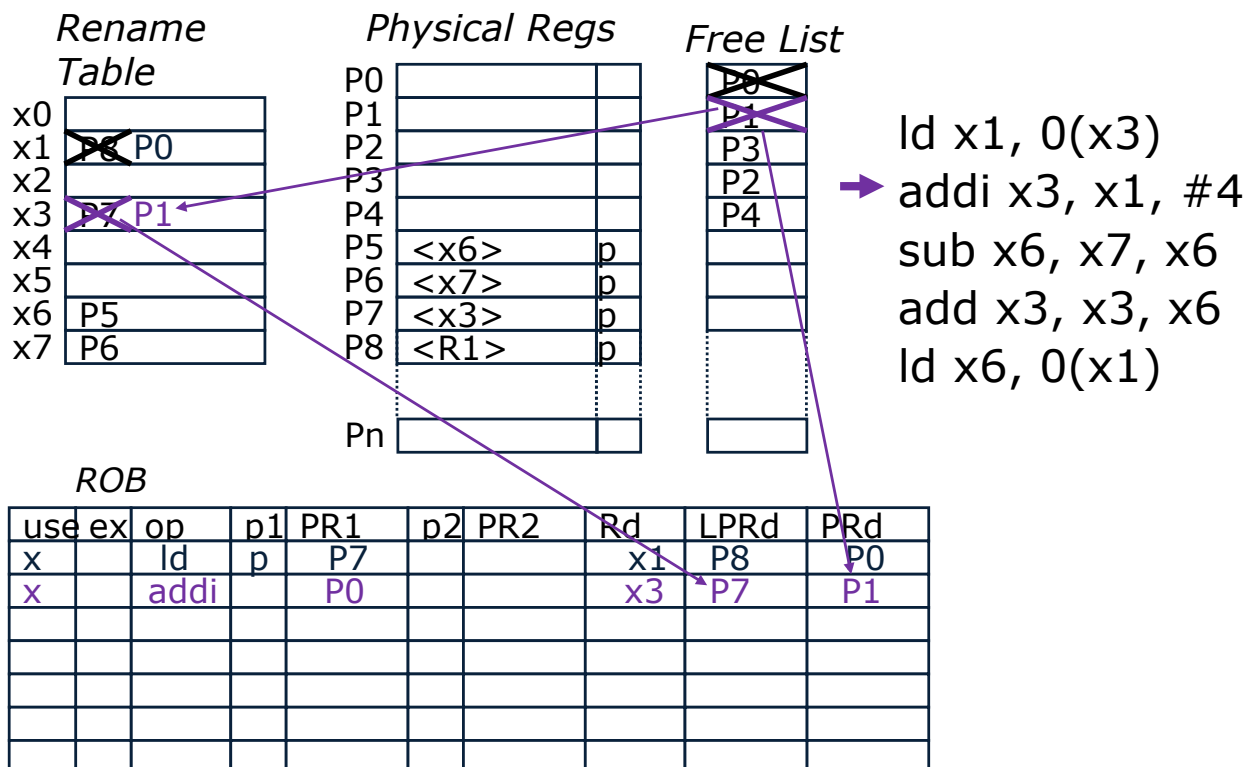 Rename Table
x0
x1 P8 P0
x2
x3 P7 P1
x4
x5
x6 P5
x7 P6
Physical Regs
P0
P1
P2
P3
P4
P5 <x6> p
P6 <x7> p
P7 <x3> p
P8 <R1> p
Pn
Free List
P0
P1
P3
P2
P4
ld x1, 0(x3)
addi x3, x1, #4
sub x6, x7, x6
add x3, x3, x6
ld x6, 0(x1)
ROB
use ex op p1 PR1 p2 PR2 Rd LPRd PRd
x ld p P7 x1 P8 P0
x addi P0 x3 P7 P1